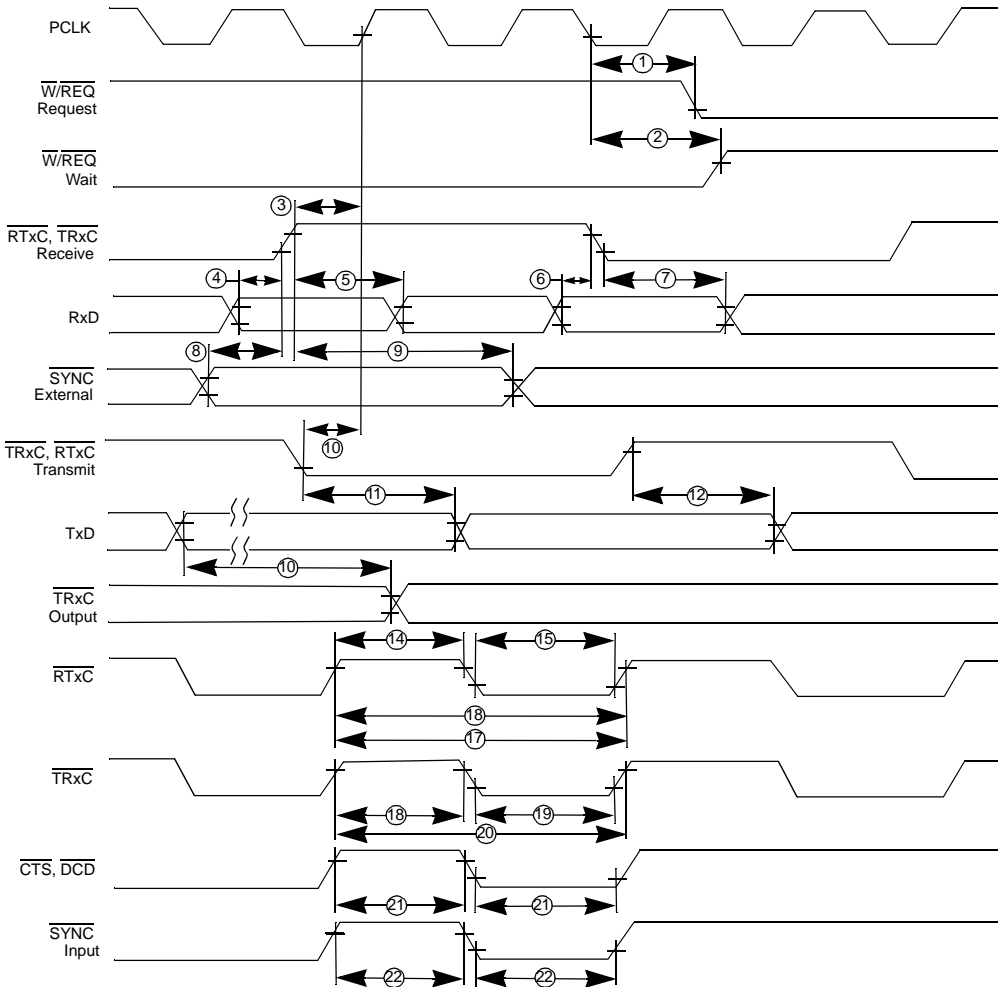 PCLK
1
W/REQ
Request
2
W/REQ
Wait
3
RTxC, TRxC
Receive
4
5
6
7
RxD
8
9
SYNC
External
10
TRxC, RTxC
Transmit
11
12
TxD
10
TRxC
Output
14
15
RTxC
18
17
TRxC
18
19
20
CTS, DCD
21
21
SYNC
Input
22
22